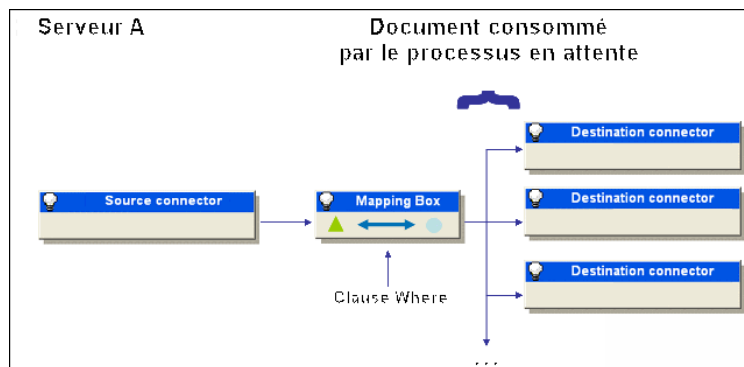 Serveur A
Document consommé
par le processus en attente
Destination connector
Source connector
Mapping Box
Destination connector
Destination connector
Clause Where
...